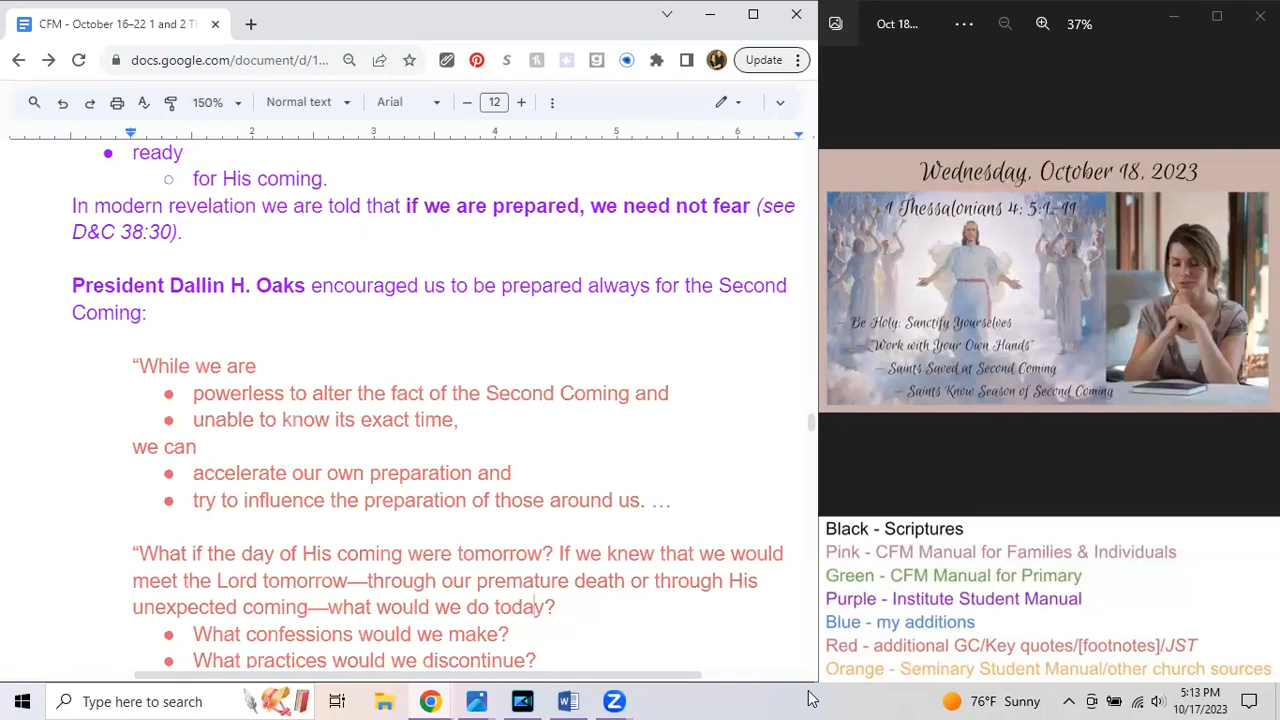 CFM - October 16–22 1 and 2 Th
docs.google.com/document/d/1...
Update
150%
Normal text
Arial
12
2
3
4
5
6
ready
for His coming.
In modern revelation we are told that if we are prepared, we need not fear (see
D&C 38:30).
President Dallin H. Oaks encouraged us to be prepared always for the Second
Coming:
“While we are
powerless to alter the fact of the Second Coming and
unable to know its exact time,
we can
accelerate our own preparation and
try to influence the preparation of those around us. …
“What if the day of His coming were tomorrow? If we knew that we would
meet the Lord tomorrow—through our premature death or through His
unexpected coming—what would we do today?
What confessions would we make?
What practices would we discontinue?
Oct 18...
37%
Wednesday, October 18, 2023
1 Thessalonians 4; 5:1–11
– Be Holy: Sanctify Yourselves
– "Work with Your Own Hands"
– Saints Saved at Second Coming
– Saints Know Season of Second Coming
Black - Scriptures
Pink - CFM Manual for Families & Individuals
Green - CFM Manual for Primary
Purple - Institute Student Manual
Blue - my additions
Red - additional GC/Key quotes/[footnotes]/JST
Orange - Seminary Student Manual/other church sources
Type here to search
76°F Sunny
5:13 PM
10/17/2023